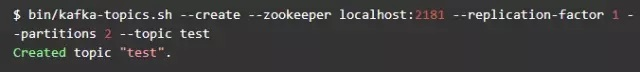 $ bin/kafka-topics.sh --create --zookeeper localhost:2181 --replication-factor 1 -
-partitions 2 --topic test
Created topic "test".